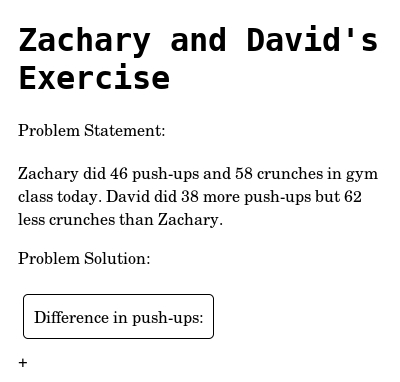 Zachary and David's
Exercise
Problem Statement:
Zachary did 46 push-ups and 58 crunches in gym
class today. David did 38 more push-ups but 62
less crunches than Zachary.
Problem Solution:
Difference in push-ups:
+